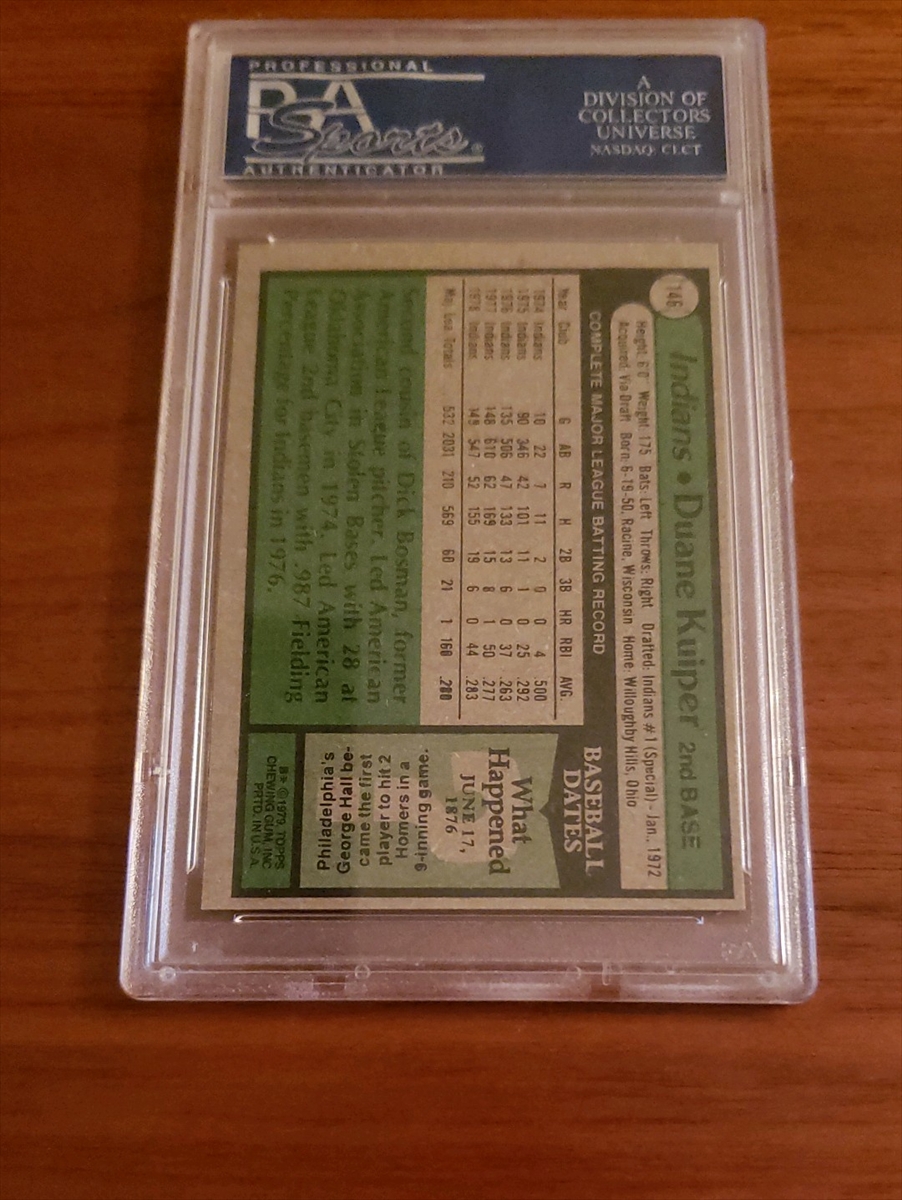 PROFESSIONAL
PSA
Sports®
AUTHENTICATOR
A
DIVISION OF
COLLECTORS
UNIVERSE
NASDAQ: CLCT
146
Indians • Duane Kuiper 2nd BASE
Height: 6'0" Weight: 175 Bats: Left Throws: Right Drafted: Indians #1 (Special) - Jan., 1972
Acquired: Via Draft Born: 6-19-50, Racine, Wisconsin Home: Willoughby Hills, Ohio
COMPLETE MAJOR LEAGUE BATTING RECORD
Year Club G AB R H 2B 3B HR RBI AVG.
1974 Indians 10 22 7 11 2 0 0 4 .500
1975 Indians 90 346 42 101 11 1 0 25 .292
1976 Indians 135 506 47 133 13 6 0 37 .263
1977 Indians 148 610 62 169 15 8 1 50 .277
1978 Indians 149 547 52 155 19 6 0 44 .283
Maj. Lea. Totals 532 2031 210 569 60 21 1 160 .280
Second cousin of Dick Bosman, former
American League pitcher, led American
Association in Stolen Bases with 28 at
Oklahoma City in 1974. Led American
League 2nd basemen with .987 Fielding
Percentage for Indians in 1976.
BASEBALL
DATES
What
Happened
JUNE 17,
1876
Philadelphia's
George Hall be-
came the first
player to hit 2
Homers in a
9-inning game.
B* © 1979, TOPPS
CHEWING GUM, INC.
PRTD. IN U.S.A.